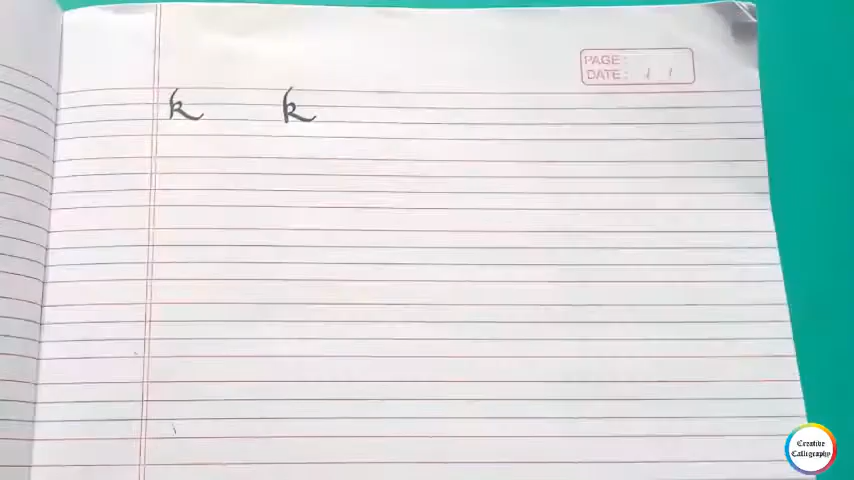 PAGE:
DATE: / /
k k
Creative
Calligraphy